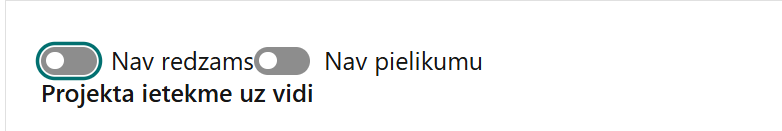 Nav redzams Nav pielikumu
Projekta ietekme uz vidi